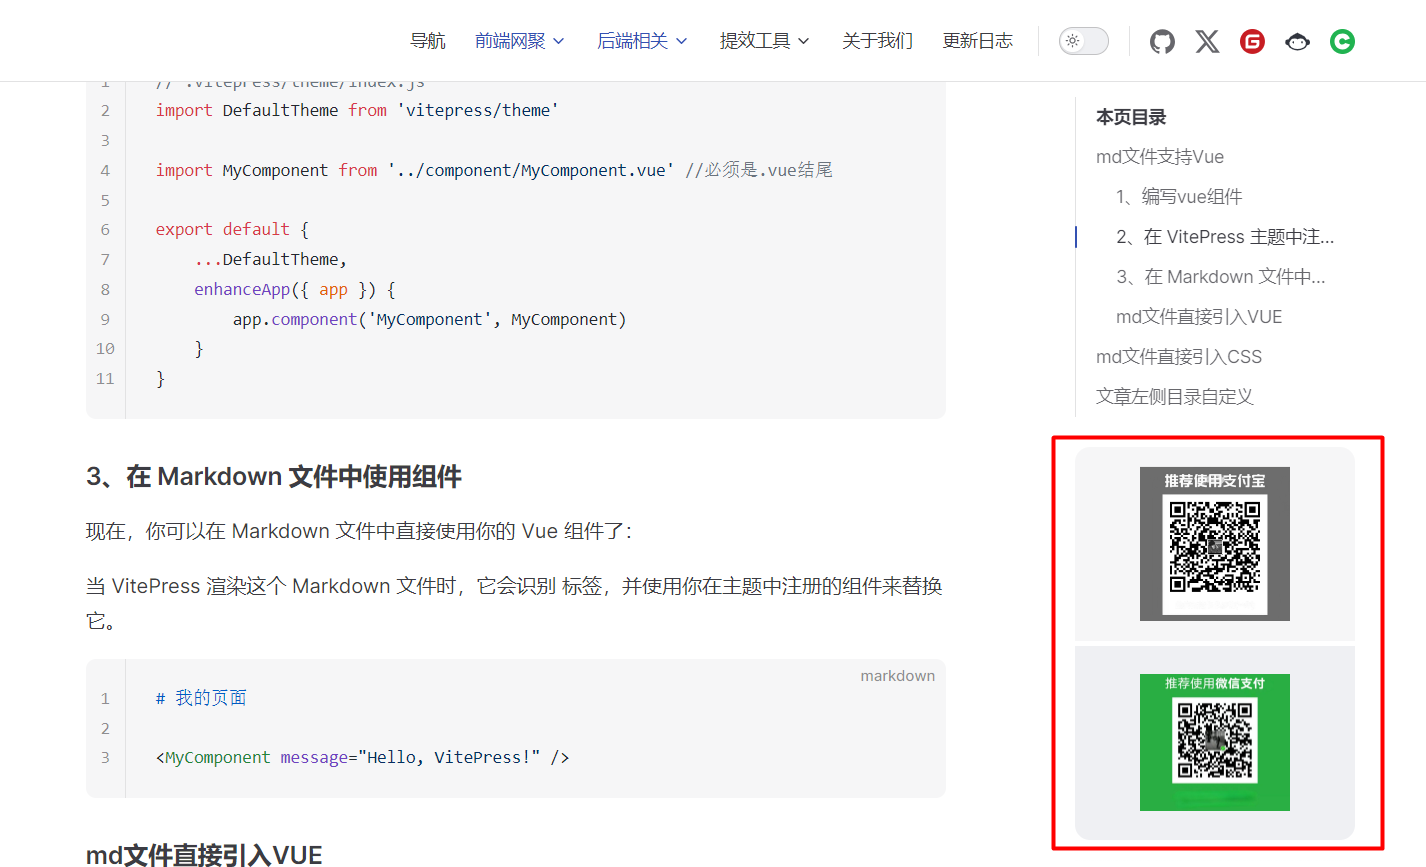 导航 前端网聚 后端相关 提效工具 关于我们 更新日志
1 // .vitepress/theme/index.js
2 import DefaultTheme from 'vitepress/theme'
3
4 import MyComponent from '../component/MyComponent.vue' //必须是.vue结尾
5
6 export default {
7 ...DefaultTheme,
8 enhanceApp({ app }) {
9 app.component('MyComponent', MyComponent)
10 }
11 }
3、在 Markdown 文件中使用组件
现在，你可以在 Markdown 文件中直接使用你的 Vue 组件了：
当 VitePress 渲染这个 Markdown 文件时，它会识别 标签，并使用你在主题中注册的组件来替换
它。
markdown
1 # 我的页面
2
3 <MyComponent message="Hello, VitePress!" />
md文件直接引入VUE
本页目录
md文件支持Vue
1、编写vue组件
2、在 VitePress 主题中注...
3、在 Markdown 文件中...
md文件直接引入VUE
md文件直接引入CSS
文章左侧目录自定义
推荐使用支付宝
推荐使用微信支付